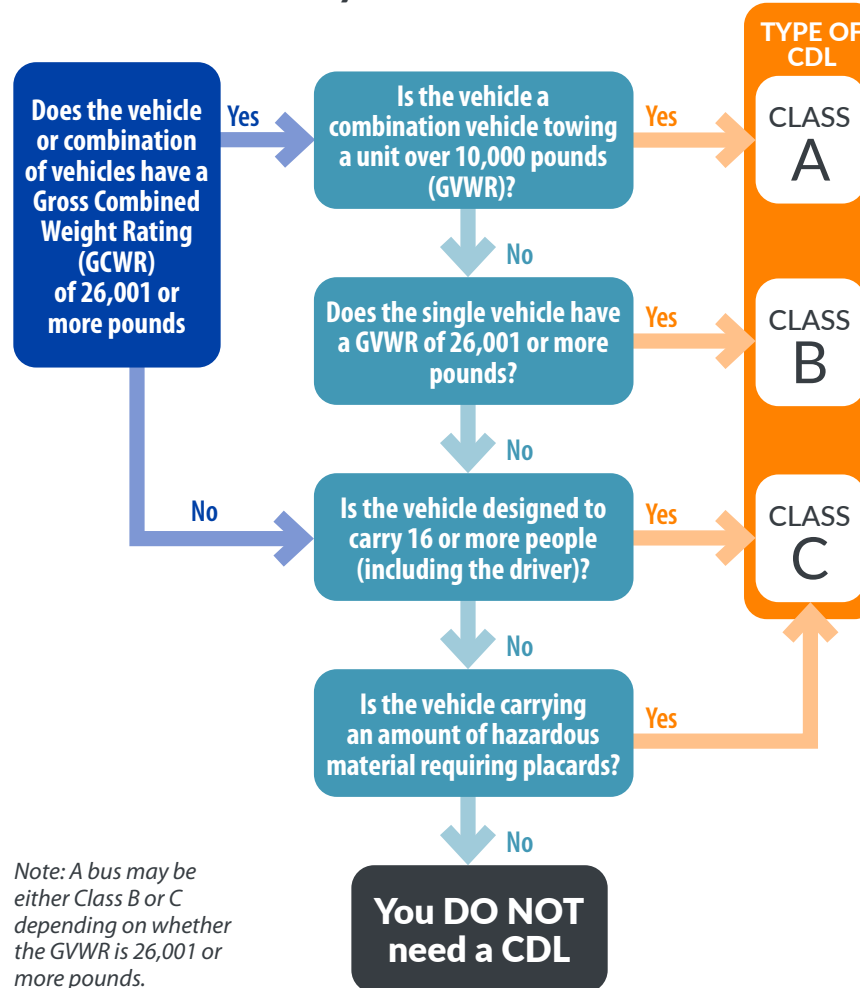 TYPE OF
CDL
Does the vehicle
or combination
of vehicles have a
Gross Combined
Weight Rating
(GCWR)
of 26,001 or
more pounds
Yes
Is the vehicle a
combination vehicle towing
a unit over 10,000 pounds
(GVWR)?
Yes
CLASS
A
No
Does the single vehicle have
a GVWR of 26,001 or more
pounds?
Yes
CLASS
B
No
No
Is the vehicle designed to
carry 16 or more people
(including the driver)?
Yes
CLASS
C
No
Is the vehicle carrying
an amount of hazardous
material requiring placards?
Yes
No
You DO NOT
need a CDL
Note: A bus may be
either Class B or C
depending on whether
the GVWR is 26,001 or
more pounds.